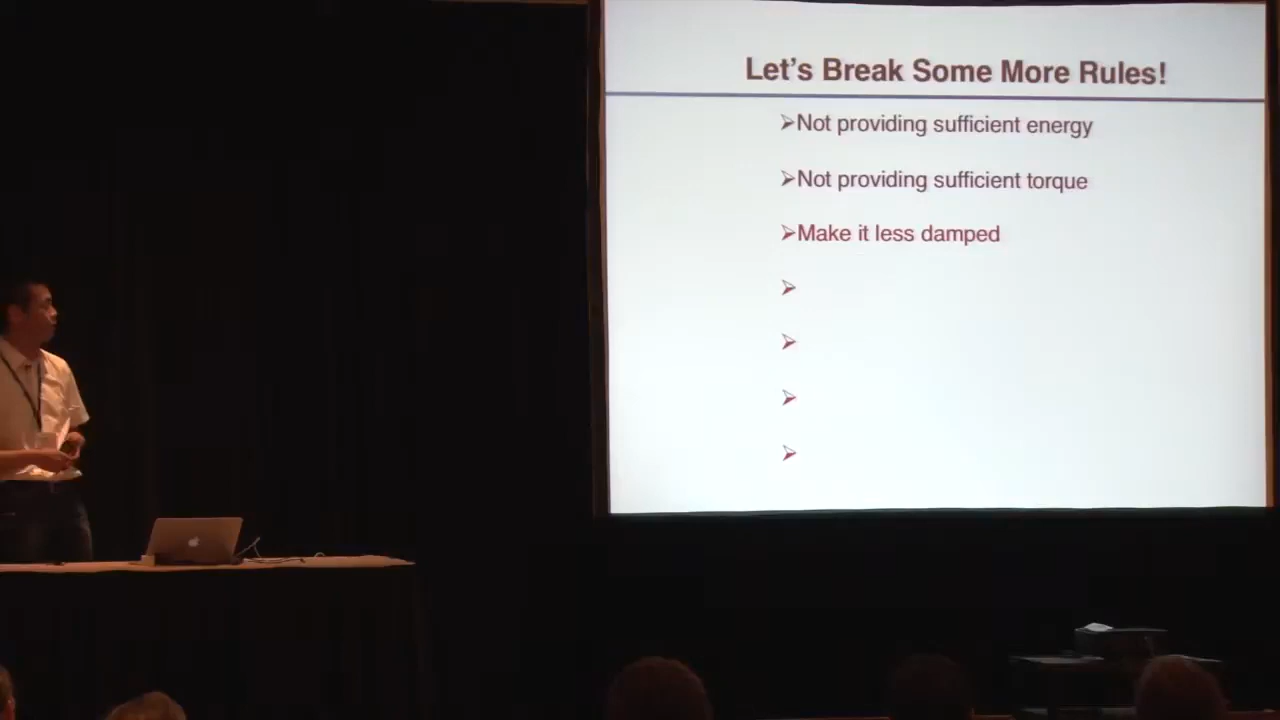 Let's Break Some More Rules!
➢Not providing sufficient energy
➢Not providing sufficient torque
➢Make it less damped
➢
➢
➢
➢